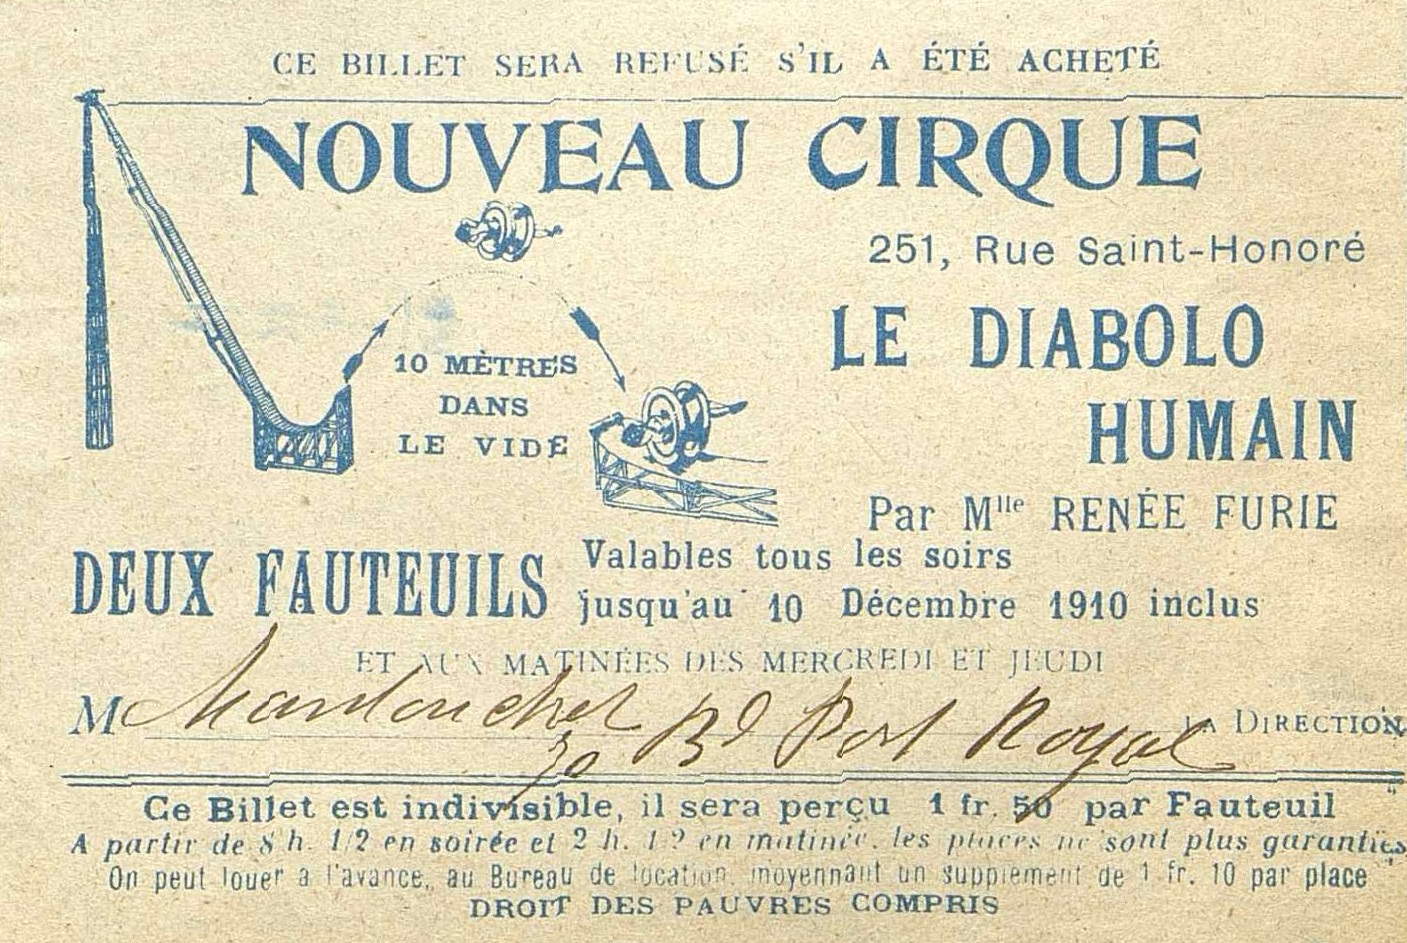 CE BILLET SERA REFUSÉ S'IL A ÉTÉ ACHETÉ
NOUVEAU CIRQUE
251, Rue Saint-Honoré
10 MÈTRES
DANS
LE VIDE
LE DIABOLO
HUMAIN
Par Mlle RENÉE FURIE
DEUX FAUTEUILS
Valables tous les soirs
jusqu'au 10 Décembre 1910 inclus
ET AUX MATINÉES DES MERCREDI ET JEUDI
M
30 Bd Port Royal
LA DIRECTION
Ce Billet est indivisible, il sera perçu 1 fr. 50 par Fauteuil
A partir de 8 h. 1/2 en soirée et 2 h. 1/2 en matinée, les places ne sont plus garanties
On peut louer a l'avance, au Bureau de location, moyennant un supplément de 1 fr. 10 par place
DROIT DES PAUVRES COMPRIS